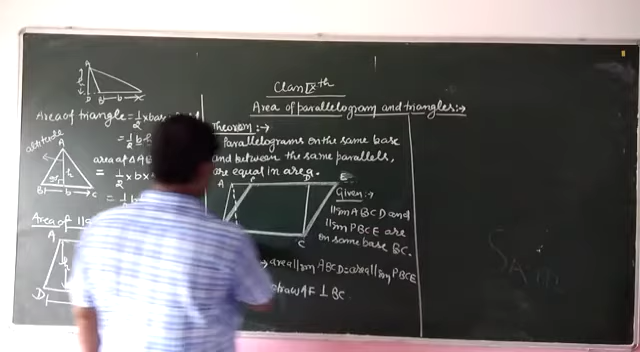 Class IXth
Area of parallelogram and triangles:-
A
h
D B b C
Area of triangle = 1/2 x base
= 1/2 b.h
altitude
A
h
B b C
area of ΔAB
= 1/2 x b x
= 1/2 b
Area of ||g
A
h
D
Theorem:-
Parallelograms on the same base
and between the same parallels,
are equal in area.
A P D E
C
Given:-
||gm ABCD and
||gm PBCE are
on same base BC.
area ||gm ABCD = area ||gm PBCE
draw AF ⊥ BC.